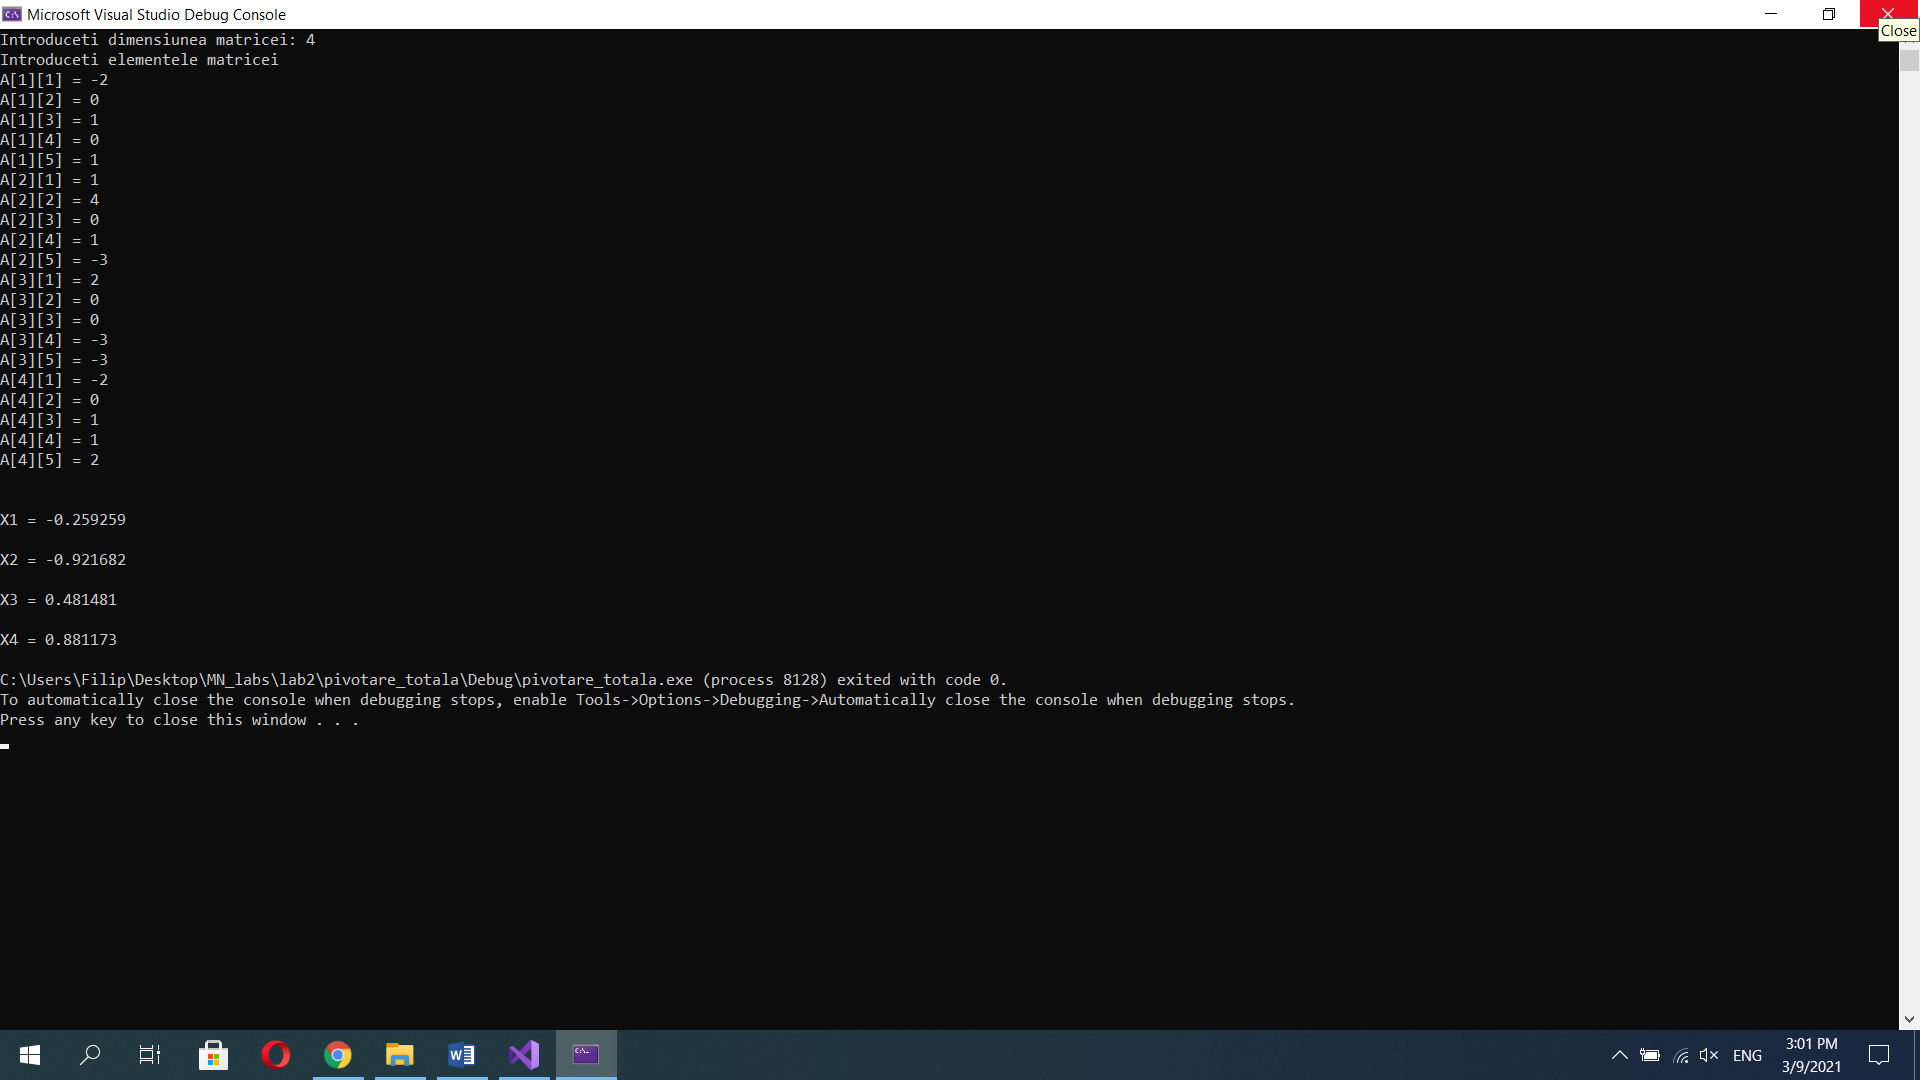 Microsoft Visual Studio Debug Console
Close
Introduceti dimensiunea matricei: 4
Introduceti elementele matricei
A[1][1] = -2
A[1][2] = 0
A[1][3] = 1
A[1][4] = 0
A[1][5] = 1
A[2][1] = 1
A[2][2] = 4
A[2][3] = 0
A[2][4] = 1
A[2][5] = -3
A[3][1] = 2
A[3][2] = 0
A[3][3] = 0
A[3][4] = -3
A[3][5] = -3
A[4][1] = -2
A[4][2] = 0
A[4][3] = 1
A[4][4] = 1
A[4][5] = 2
X1 = -0.259259
X2 = -0.921682
X3 = 0.481481
X4 = 0.881173
C:\Users\Filip\Desktop\MN_labs\lab2\pivotare_totala\Debug\pivotare_totala.exe (process 8128) exited with code 0.
To automatically close the console when debugging stops, enable Tools->Options->Debugging->Automatically close the console when debugging stops.
Press any key to close this window . . .
ENG
3:01 PM
3/9/2021